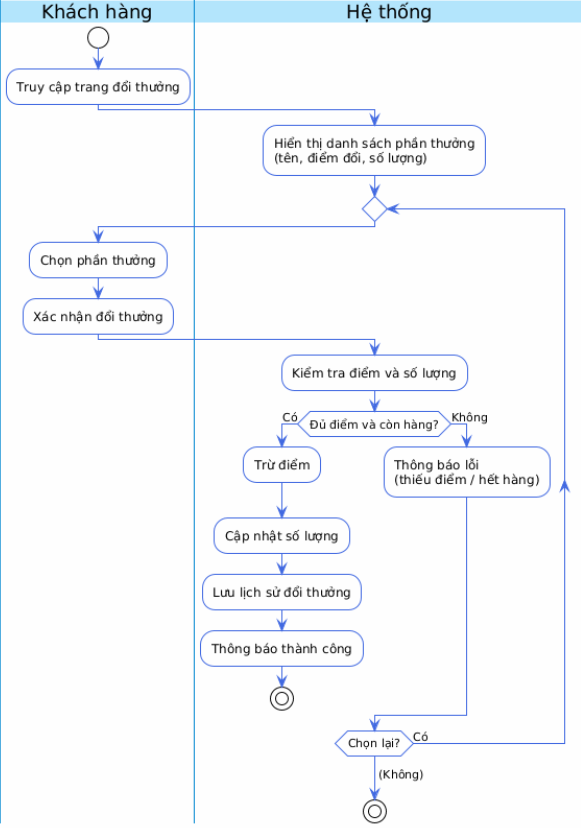 Khách hàng
Hệ thống
Truy cập trang đổi thưởng
Hiển thị danh sách phần thưởng
(tên, điểm đổi, số lượng)
Chọn phần thưởng
Xác nhận đổi thưởng
Kiểm tra điểm và số lượng
Đủ điểm và còn hàng?
Có
Không
Trừ điểm
Thông báo lỗi
(thiếu điểm / hết hàng)
Cập nhật số lượng
Lưu lịch sử đổi thưởng
Thông báo thành công
Chọn lại?
Có
(Không)